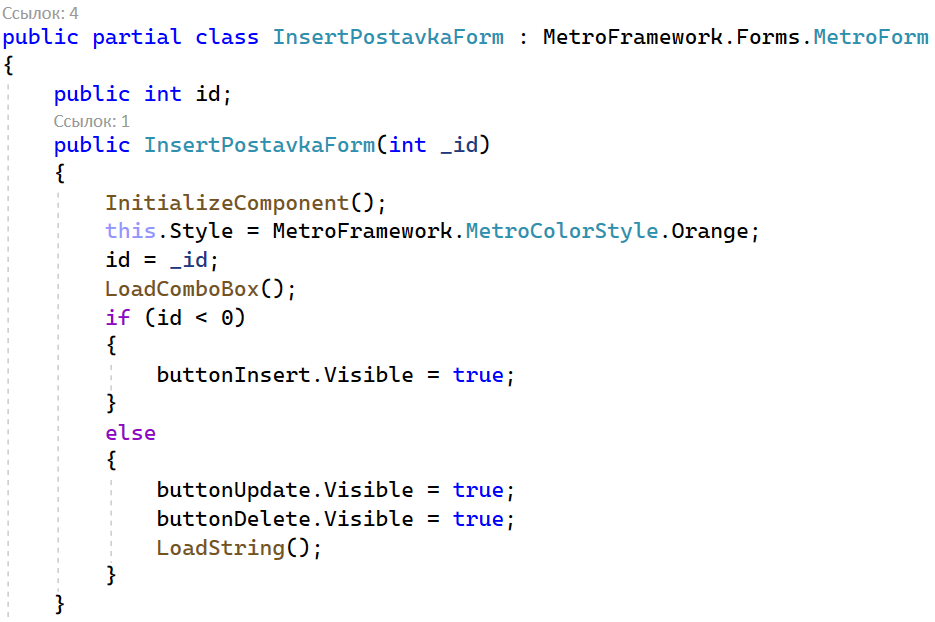 Ссылок: 4
public partial class InsertPostavkaForm : MetroFramework.Forms.MetroForm
{
    public int id;
    Ссылок: 1
    public InsertPostavkaForm(int _id)
    {
        InitializeComponent();
        this.Style = MetroFramework.MetroColorStyle.Orange;
        id = _id;
        LoadComboBox();
        if (id < 0)
        {
            buttonInsert.Visible = true;
        }
        else
        {
            buttonUpdate.Visible = true;
            buttonDelete.Visible = true;
            LoadString();
        }
    }